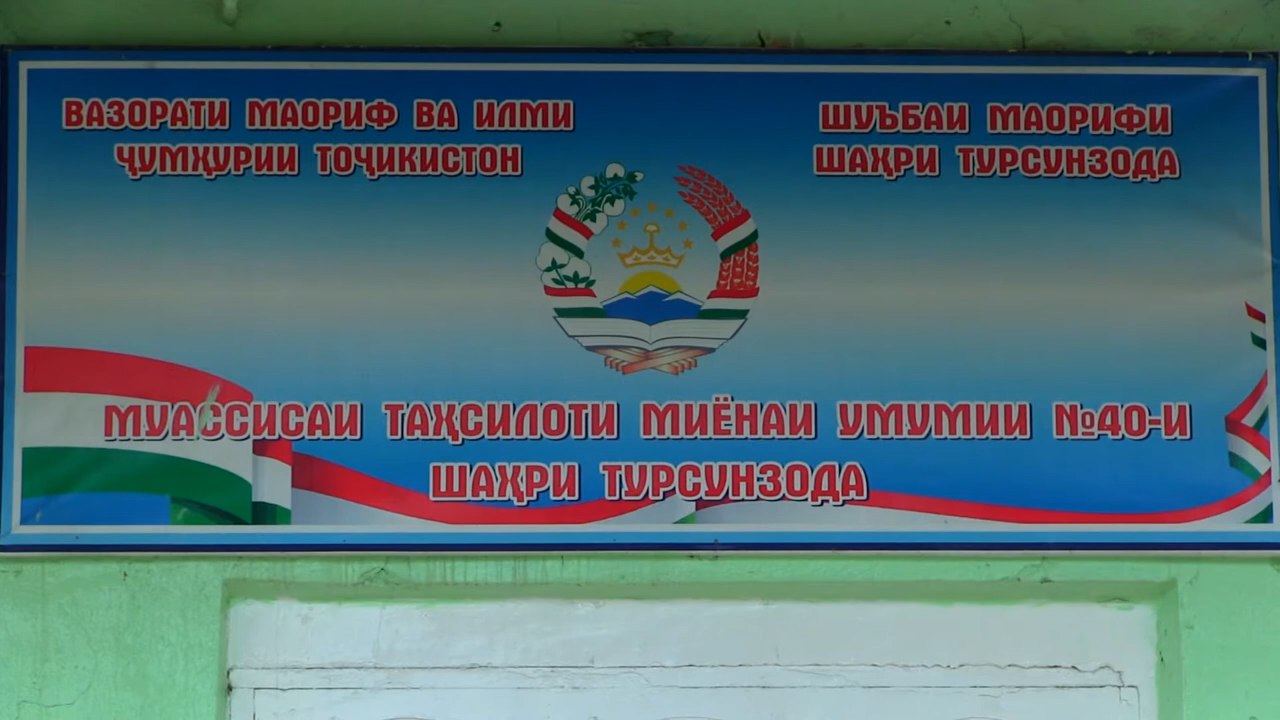 ВАЗОРАТИ МАОРИФ ВА ИЛМИ
ҶУМҲУРИИ ТОҶИКИСТОН
ШУЪБАИ МАОРИФИ
ШАҲРИ ТУРСУНЗОДА
МУАССИСАИ ТАҲСИЛОТИ МИЁНАИ УМУМИИ №40-И
ШАҲРИ ТУРСУНЗОДА